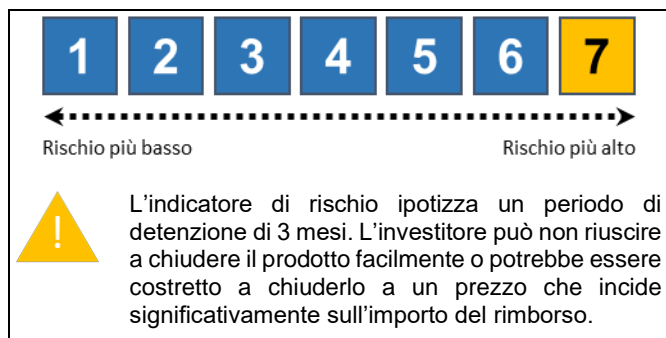 1 2 3 4 5 6 7
Rischio più basso Rischio più alto
!
L’indicatore di rischio ipotizza un periodo di
detenzione di 3 mesi. L’investitore può non riuscire
a chiudere il prodotto facilmente o potrebbe essere
costretto a chiuderlo a un prezzo che incide
significativamente sull’importo del rimborso.